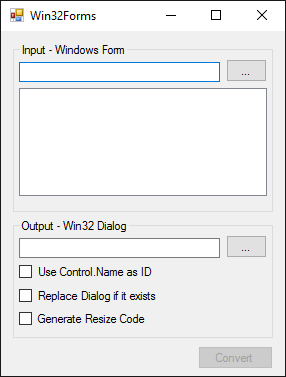 Win32Forms
Input - Windows Form
...
Output - Win32 Dialog
...
Use Control.Name as ID
Replace Dialog if it exists
Generate Resize Code
Convert